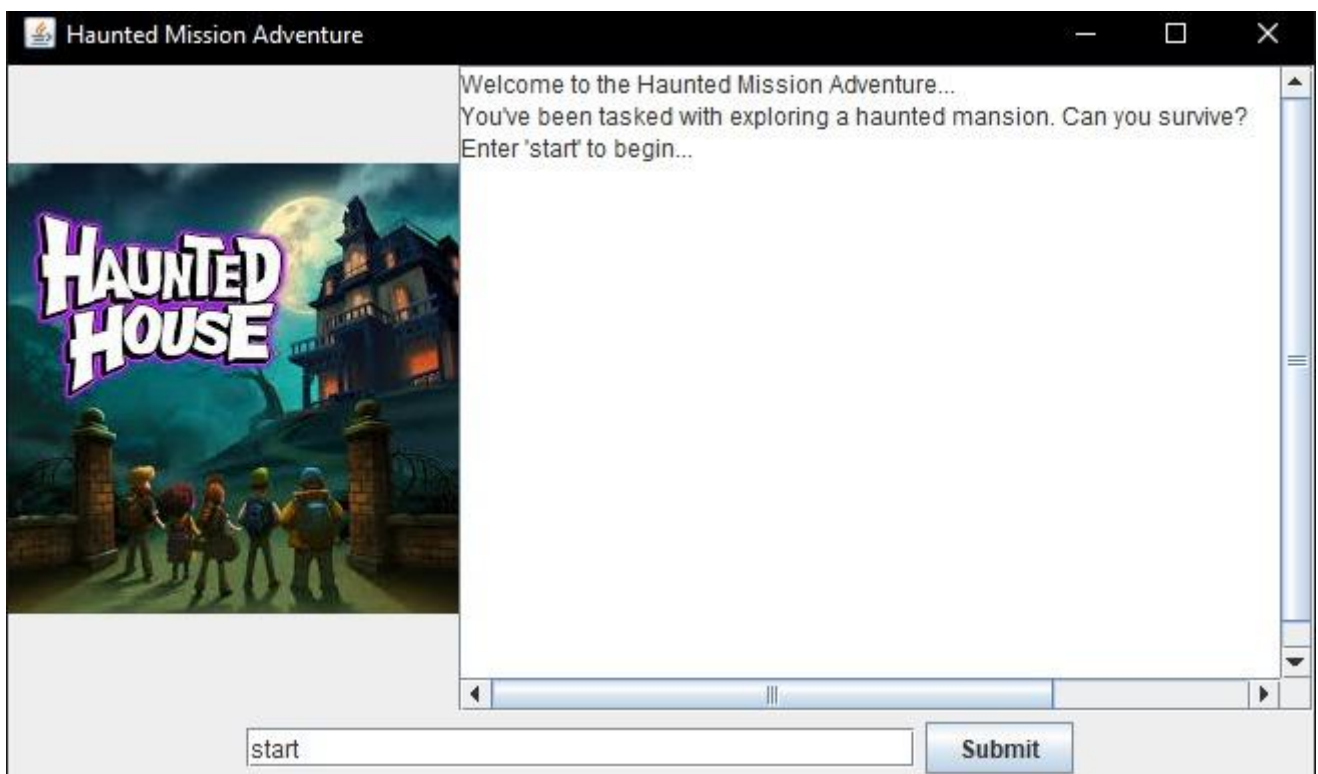 Haunted Mission Adventure
Welcome to the Haunted Mission Adventure...
You've been tasked with exploring a haunted mansion. Can you survive?
Enter 'start' to begin...
HAUNTED
HOUSE
start
Submit